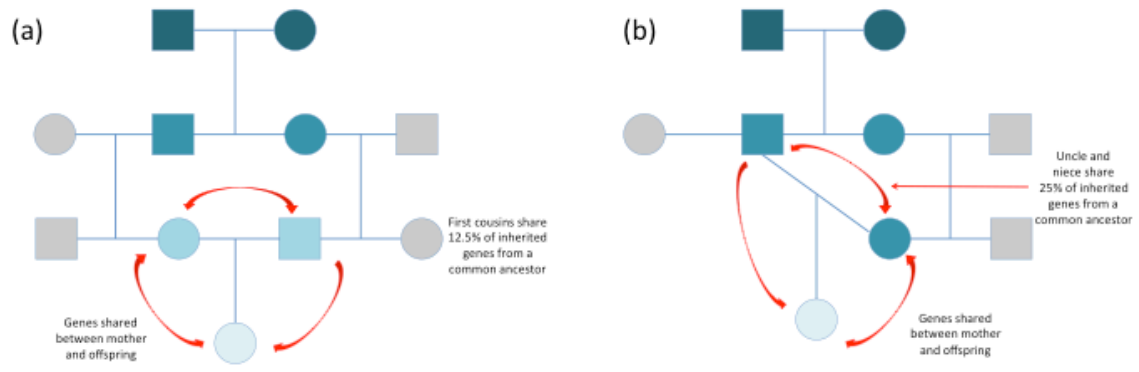 (a)
First cousins share
12.5% of inherited
genes from a
common ancestor
Genes shared
between mother
and offspring
(b)
Uncle and
niece share
25% of inherited
genes from a
common ancestor
Genes shared
between mother
and offspring